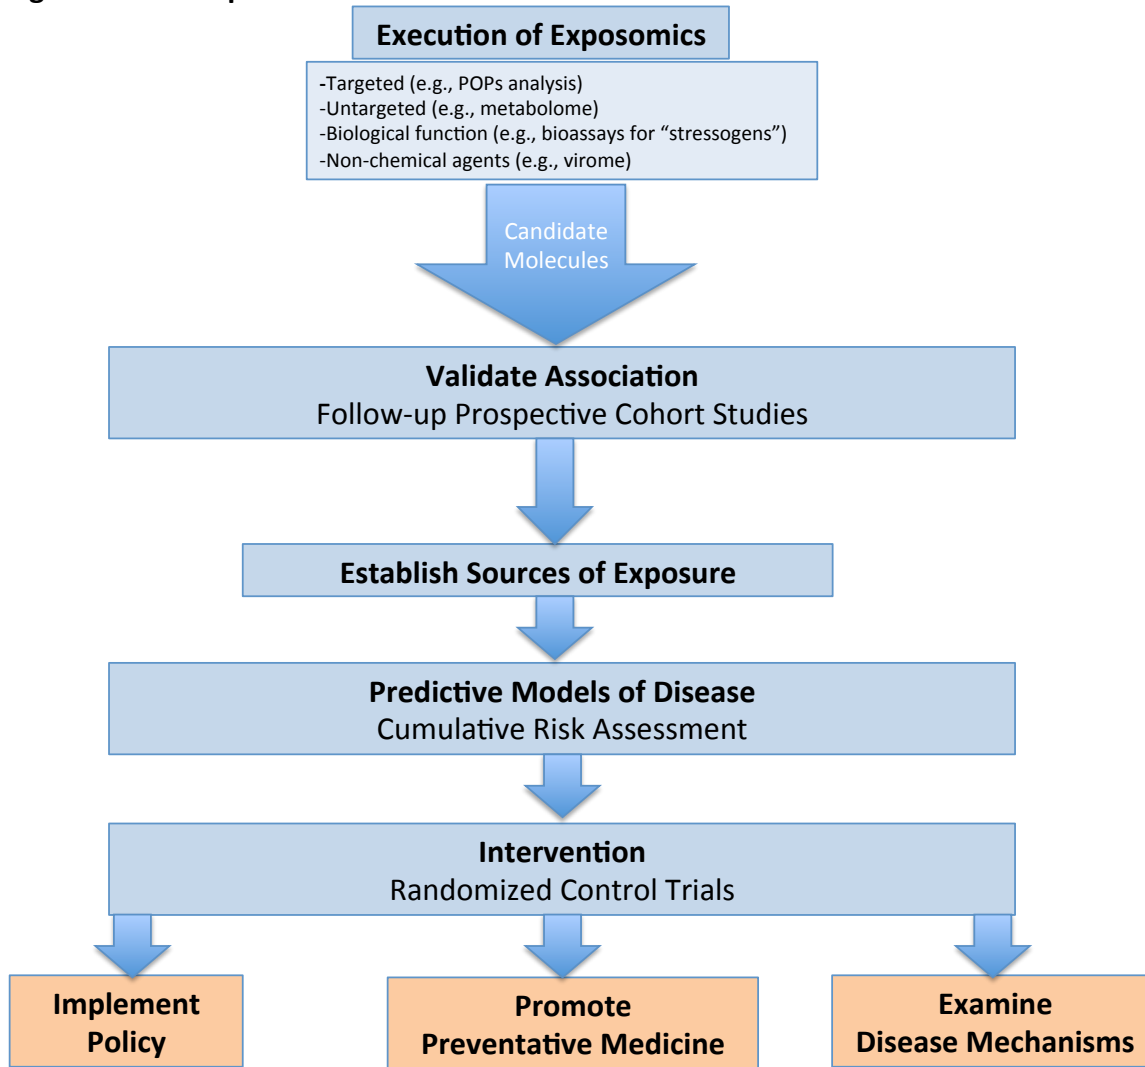 Execution of Exposomics
-Targeted (e.g., POPs analysis)
-Untargeted (e.g., metabolome)
-Biological function (e.g., bioassays for “stressogens”)
-Non-chemical agents (e.g., virome)
Candidate
Molecules
Validate Association
Follow-up Prospective Cohort Studies
Establish Sources of Exposure
Predictive Models of Disease
Cumulative Risk Assessment
Intervention
Randomized Control Trials
Implement
Policy
Promote
Preventative Medicine
Examine
Disease Mechanisms